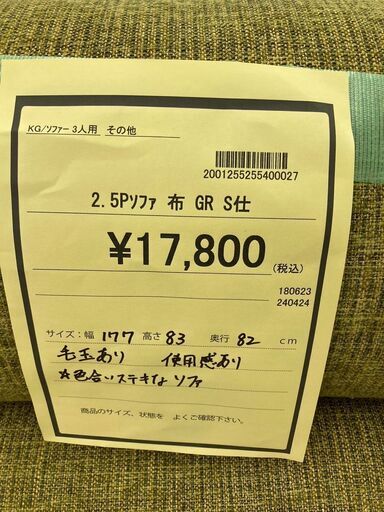 KG/ソファー 3人用 その他
2001255255400027
2.5Pソファ 布 GR S仕
¥17,800
(税込)
180623
240424
サイズ:幅 177 高さ 83 奥行 82 cm
毛玉あり 使用感あり
☆色合いステキな ソファ
商品のサイズ、状態を よくご確認下さい。